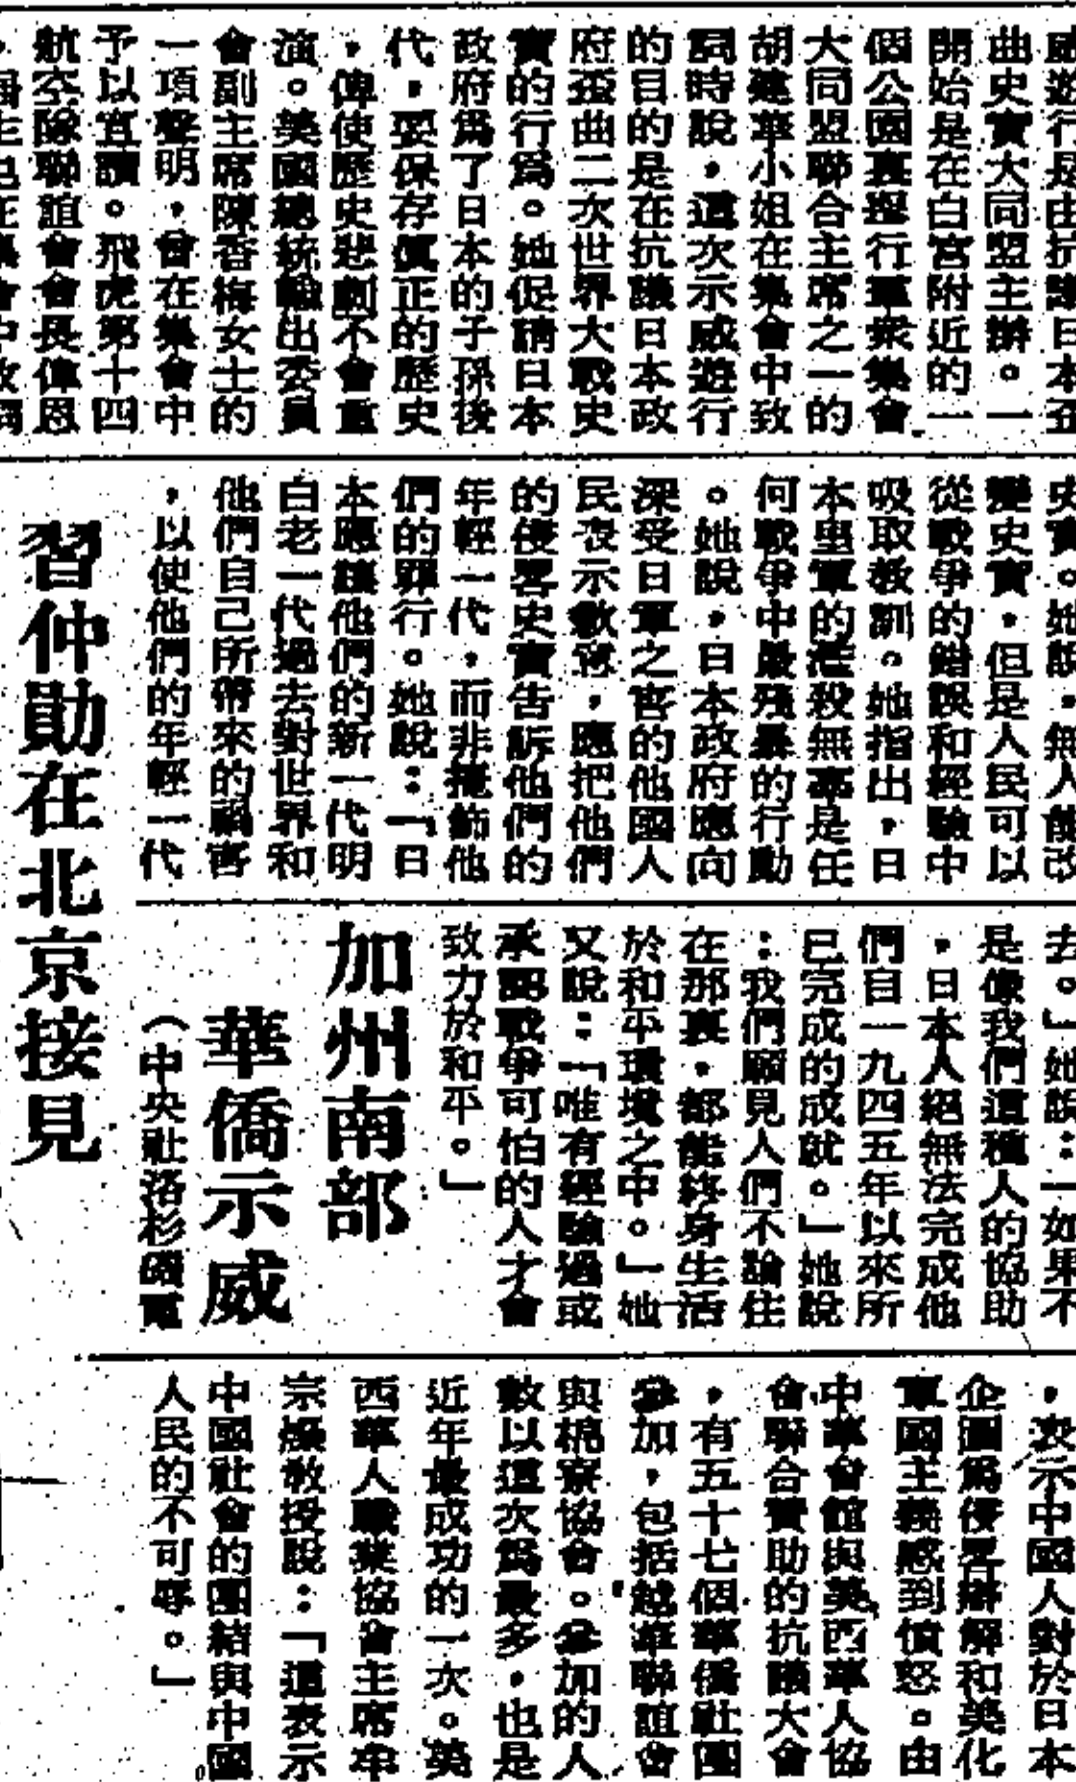 威遊行是由抗議日本歪
曲史實大同盟主辦。一
開始是在白宮附近的一
個公園裏舉行羣衆集會
大同盟聯合主席之一的
胡建華小姐在集會中致
詞時說，這次示威遊行
的目的是在抗議日本政
府歪曲二次世界大戰史
實的行爲。她促請日本
政府爲了日本的子孫後
代，要保存眞正的歷史
，俾使歷史悲劇不會重
演。美國總統輸出委員
會副主席陳香梅女士的
一項聲明，曾在集會中
予以宣讀。飛虎第十四
航空隊聯誼會會長偉恩
史實。她說，無人能改
變史實，但是人民可以
從戰爭的錯誤和經驗中
吸取敎訓。她指出，日
本皇軍的濫殺無辜是任
何戰爭中最殘暴的行動
。她說，日本政府應向
深受日軍之害的他國人
民表示歉意，應把他們
的侵畧史實告訴他們的
年輕一代，而非掩飾他
們的罪行。她說：「日
本應讓他們的新一代明
白老一代過去對世界和
他們自己所帶來的禍害
，以使他們的年輕一代
去。」她說：「如果不
是像我們這種人的協助
，日本人絕無法完成他
們自一九四五年以來所
已完成的成就。」她說
：我們願見人們不論住
在那裏，都能終身生活
於和平環境之中。」她
又說：「唯有經驗過或
承認戰爭可怕的人才會
致力於和平。」
加州南部
華僑示威
（中央社洛杉磯電
，表示中國人對於日本
企圖爲侵畧辯解和美化
軍國主義感到憤怒。由
中華會館與美西華人協
會聯合贊助的抗議大會
，有五十七個華僑社團
參加，包括越華聯誼會
與棉寮協會。參加的人
數以這次爲最多，也是
近年最成功的一次。美
西華人職業協會主席牟
宗燦敎授說：「這表示
中國社會的團結與中國
人民的不可辱。」
習仲勛在北京接見